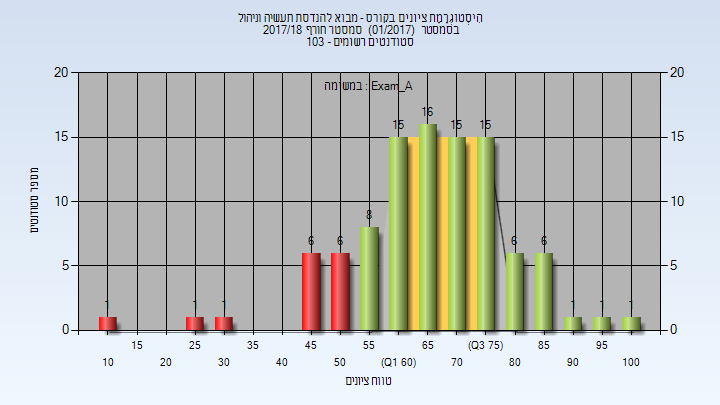 הִיסְטוֹגְרַמַּת ציונים בקורס - מבוא להנדסת תעשיה וניהול
בסמסטר (01/2017) סמסטר חורף 2017/18
סטודנטים רשומים - 103
במשימה : Exam_A
מספר סטודנטים
20 20
15 15
10 10
5 5
0 0
1 1 1 6 6 8 15 16 15 15 6 6 1 1 1
15 25 35 45 55 65 (Q3 75) 85 95
10 20 30 40 50 (Q1 60) 70 80 90 100
טווח ציונים